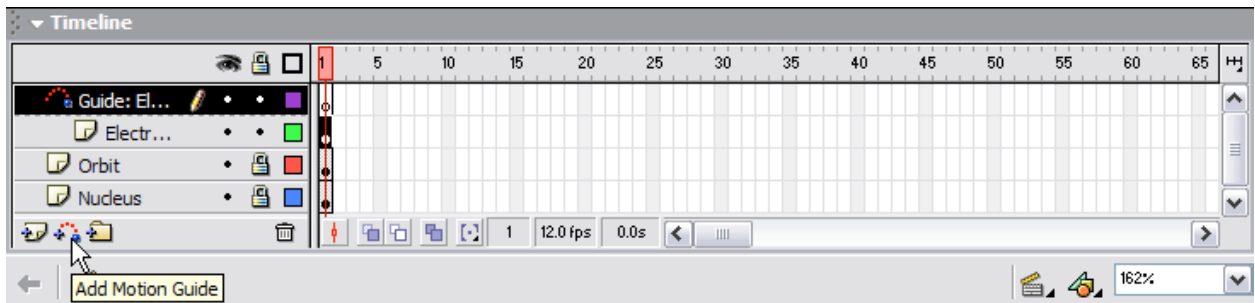 Timeline
1 5 10 15 20 25 30 35 40 45 50 55 60 65
Guide: El...
Electr...
Orbit
Nucleus
1 12.0 fps 0.0s
Add Motion Guide
162%